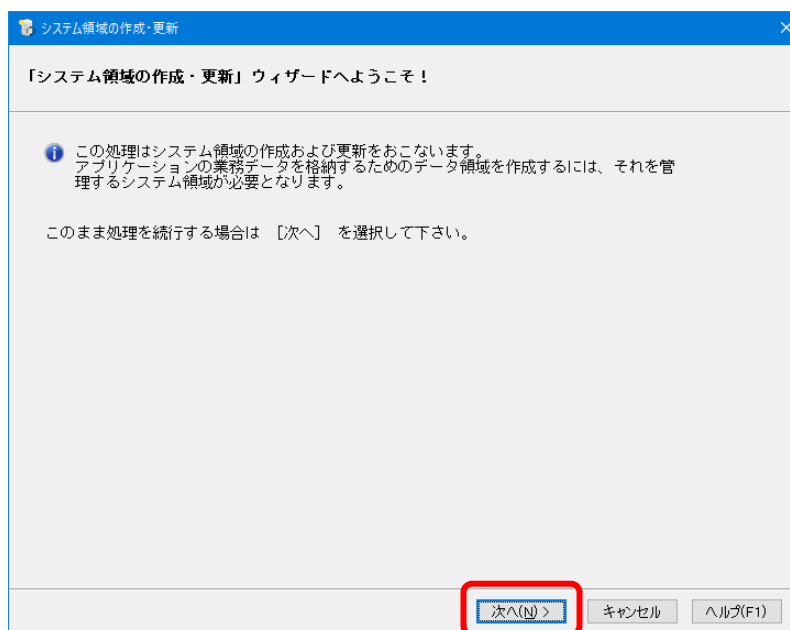 システム領域の作成・更新
「システム領域の作成・更新」ウィザードへようこそ！
この処理はシステム領域の作成および更新をおこないます。
アプリケーションの業務データを格納するためのデータ領域を作成するには、それを管
理するシステム領域が必要となります。
このまま処理を続行する場合は ［次へ］ を選択して下さい。
次へ(N) > キャンセル ヘルプ(F1)